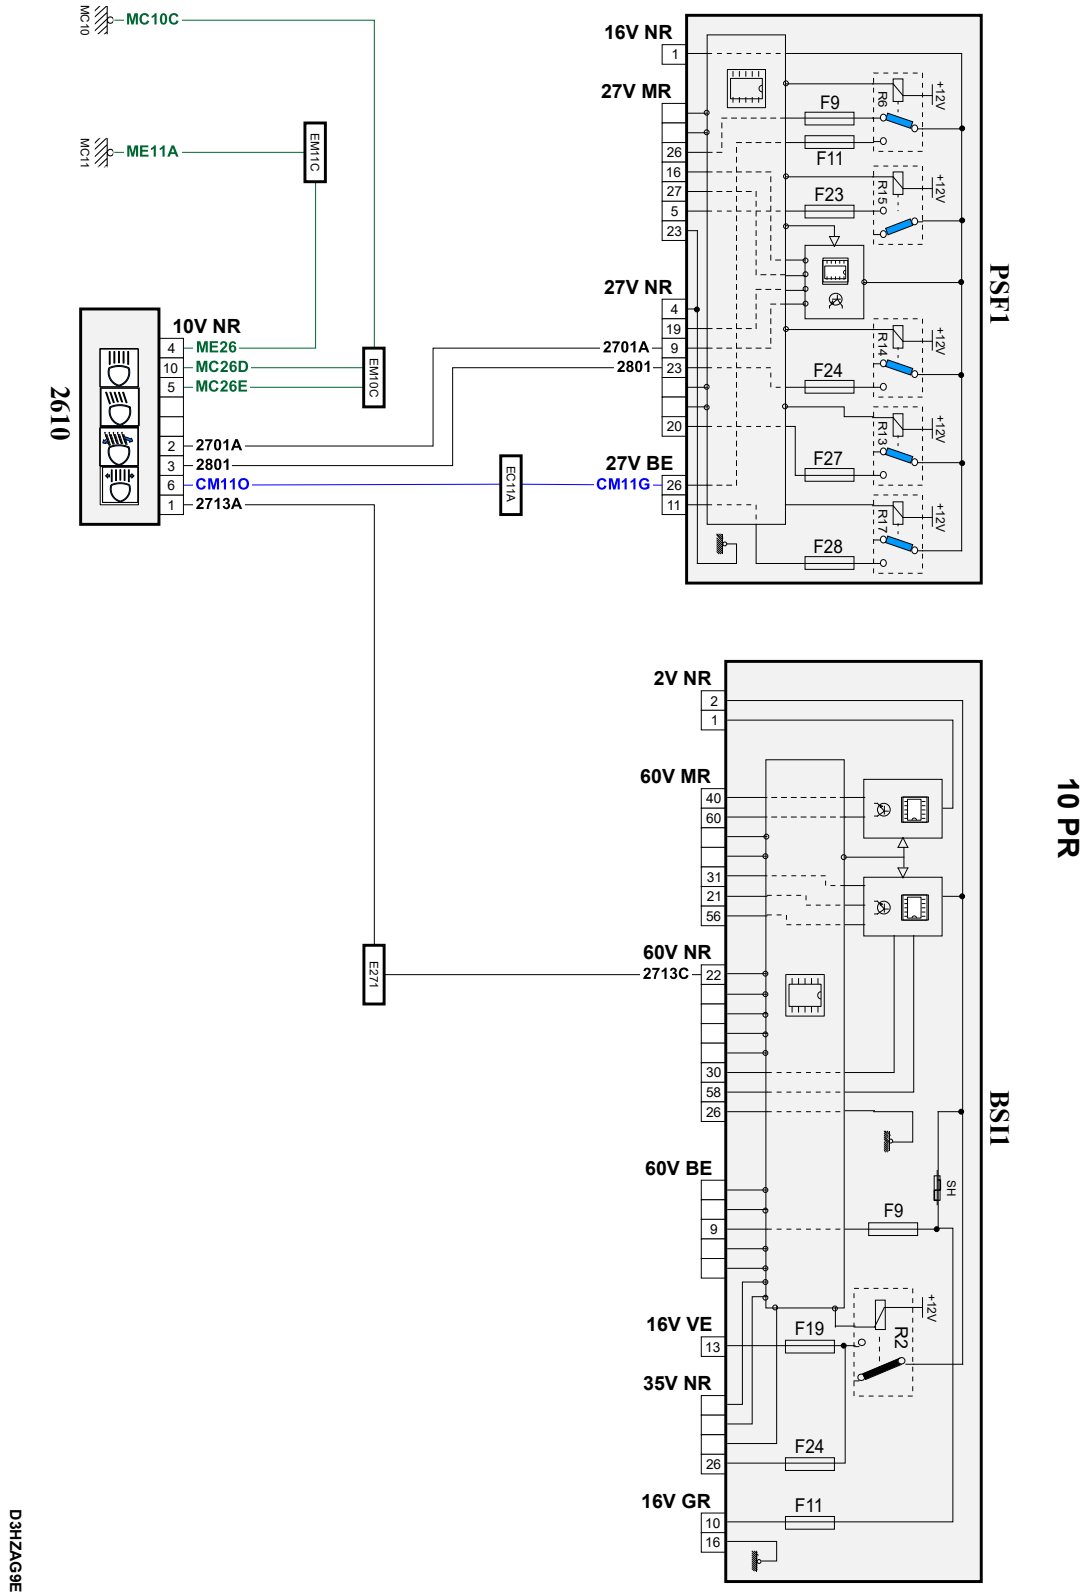 MC10
MC10C
MC11
ME11A
EM11C
EM10C
10V NR
4 ME26
10 MC26D
5 MC26E
2 2701A
3 2801
6 CM11O
1 2713A
2610
EC11A
E271
PSF1
16V NR
1
27V MR
26
16
27
5
23
27V NR
4
19
2701A 9
2801 23
20
27V BE
CM11G 26
11
F9
F11
R6
+12V
F23
R15
+12V
F24
R14
+12V
F27
R13
+12V
F28
R17
+12V
10 PR
BSI1
2V NR
2
1
60V MR
40
60
31
21
56
60V NR
2713C 22
30
58
26
60V BE
9
SH
F9
+12V
R2
16V VE
13
F19
35V NR
26
F24
16V GR
10
16
F11
D3HZAG9E